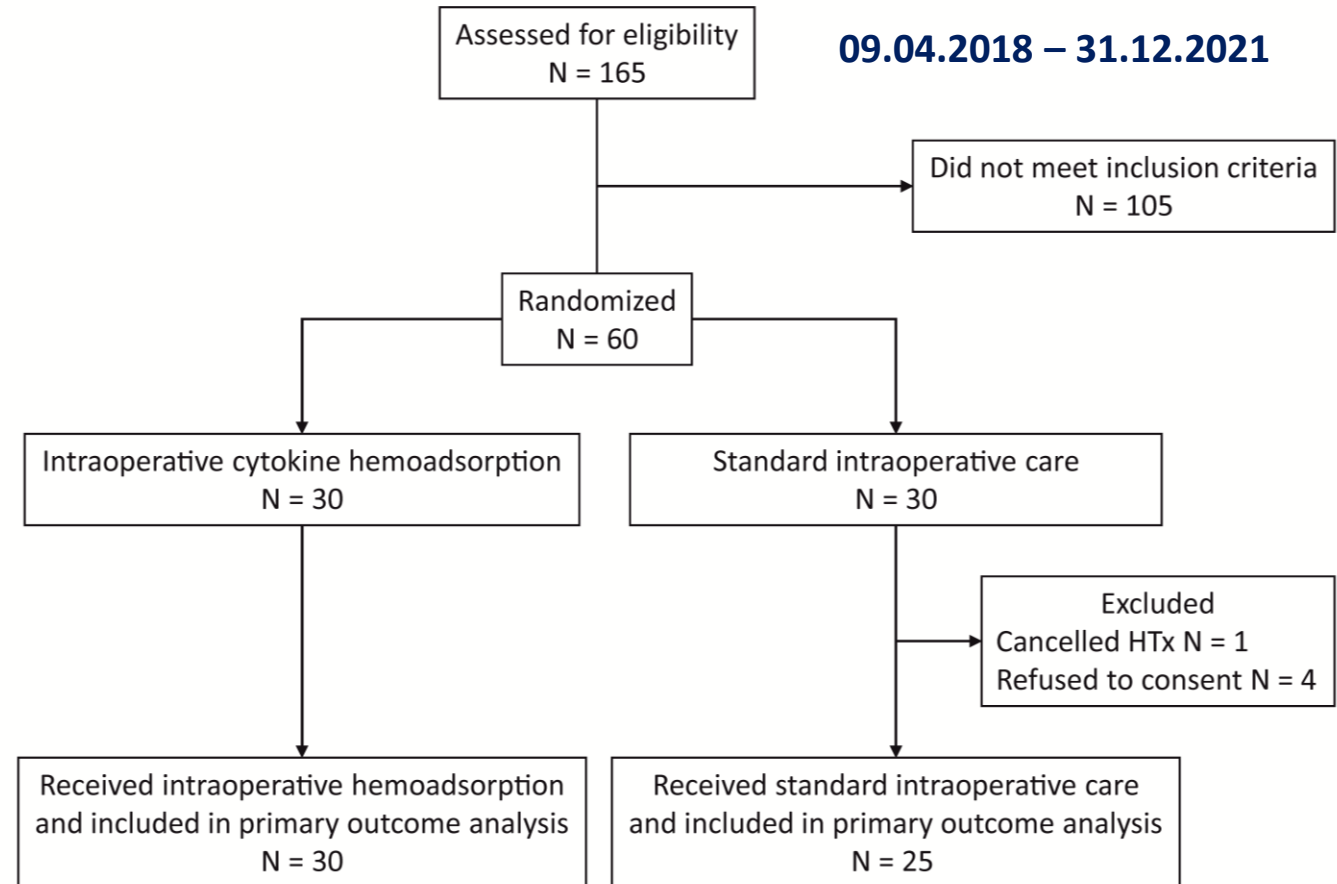 Assessed for eligibility
N = 165
09.04.2018 – 31.12.2021
Did not meet inclusion criteria
N = 105
Randomized
N = 60
Intraoperative cytokine hemoadsorption
N = 30
Standard intraoperative care
N = 30
Excluded
Cancelled HTx N = 1
Refused to consent N = 4
Received intraoperative hemoadsorption
and included in primary outcome analysis
N = 30
Received standard intraoperative care
and included in primary outcome analysis
N = 25